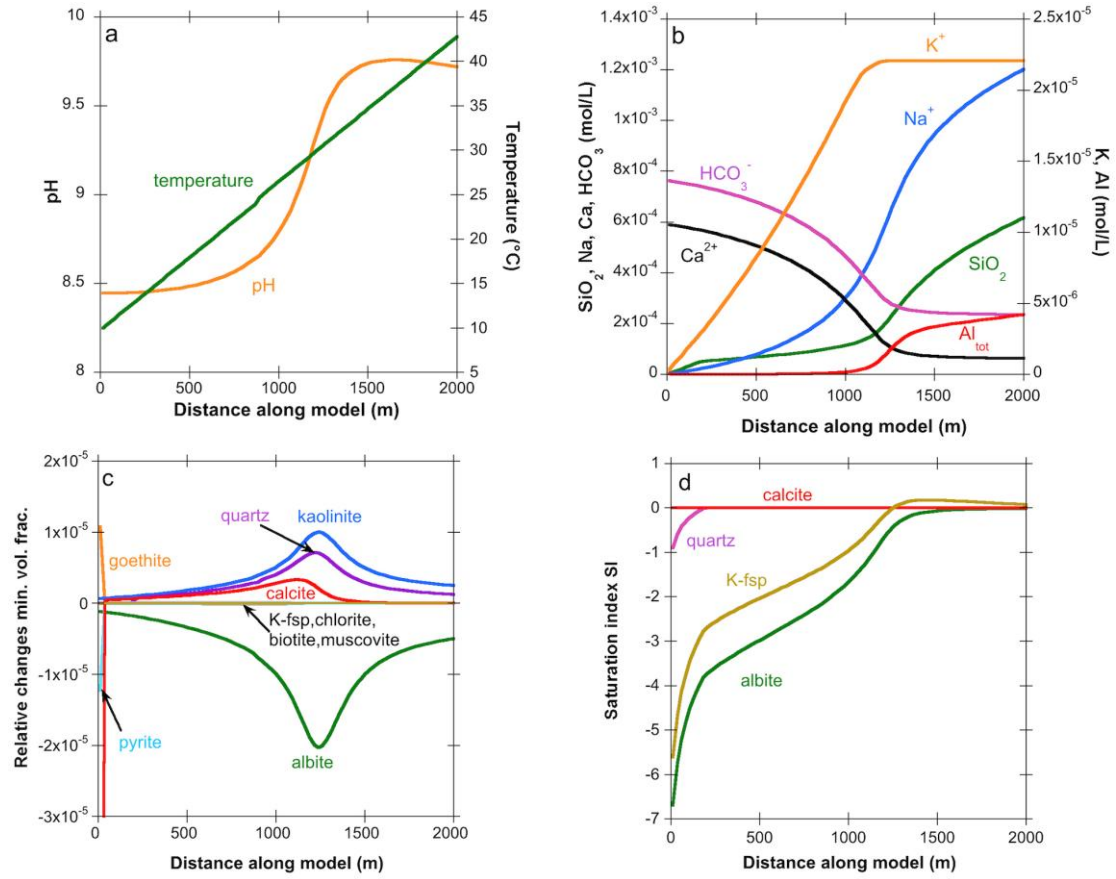 a
10
9.5
9
8.5
8
pH
45
40
35
30
25
20
15
10
5
Temperature (°C)
temperature
pH
0 500 1000 1500 2000
Distance along model (m)
b
1.4x10⁻³
1.2x10⁻³
1x10⁻³
8x10⁻⁴
6x10⁻⁴
4x10⁻⁴
2x10⁻⁴
0
SiO₂, Na, Ca, HCO₃ (mol/L)
2.5x10⁻⁵
2x10⁻⁵
1.5x10⁻⁵
1x10⁻⁵
5x10⁻⁶
0
K, Al (mol/L)
K⁺
Na⁺
HCO₃⁻
Ca²⁺
SiO₂
Al tot
0 500 1000 1500 2000
Distance along model (m)
c
2x10⁻⁵
1x10⁻⁵
0
-1x10⁻⁵
-2x10⁻⁵
-3x10⁻⁵
Relative changes min. vol. frac.
quartz
kaolinite
goethite
calcite
K-fsp,chlorite,
biotite,muscovite
pyrite
albite
0 500 1000 1500 2000
Distance along model (m)
d
1
0
-1
-2
-3
-4
-5
-6
-7
Saturation index SI
calcite
quartz
K-fsp
albite
0 500 1000 1500 2000
Distance along model (m)